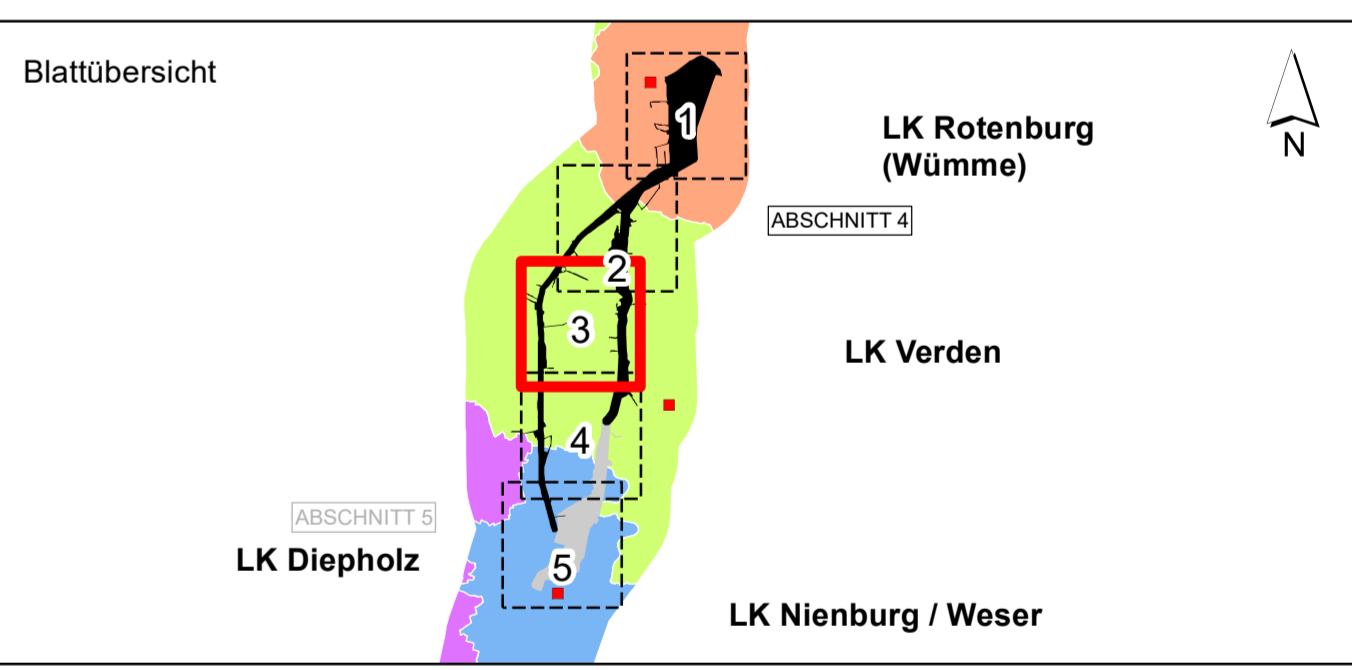 Blattübersicht
1
LK Rotenburg
(Wümme)
N
ABSCHNITT 4
2
3
LK Verden
4
ABSCHNITT 5
LK Diepholz
5
LK Nienburg / Weser